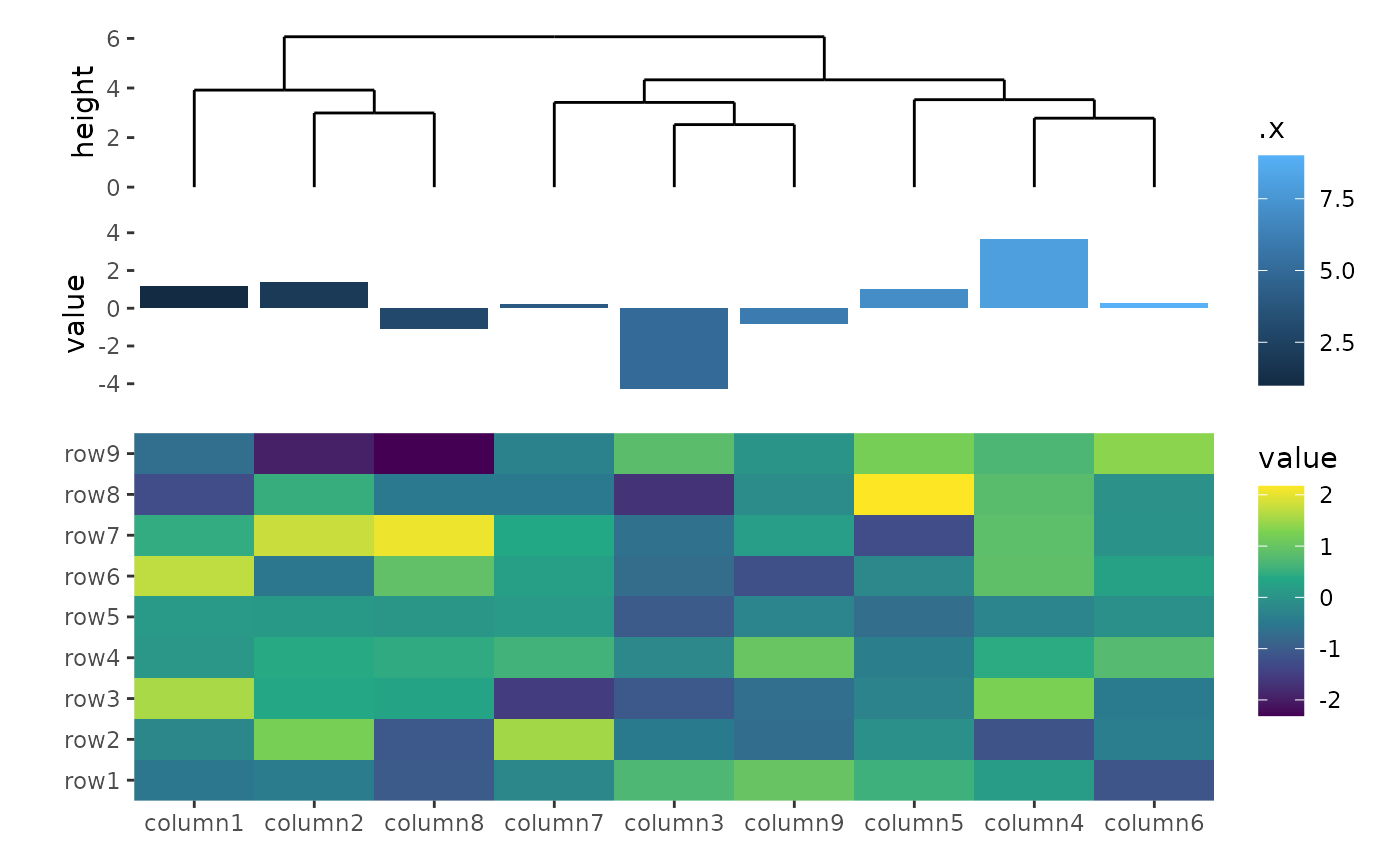 height
6
4
2
0
value
4
2
0
-2
-4
.x
7.5
5.0
2.5
value
2
1
0
-1
-2
row9
row8
row7
row6
row5
row4
row3
row2
row1
column1 column2 column8 column7 column3 column9 column5 column4 column6